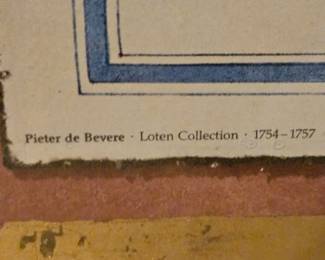 Pieter de Bevere · Loten Collection · 1754–1757